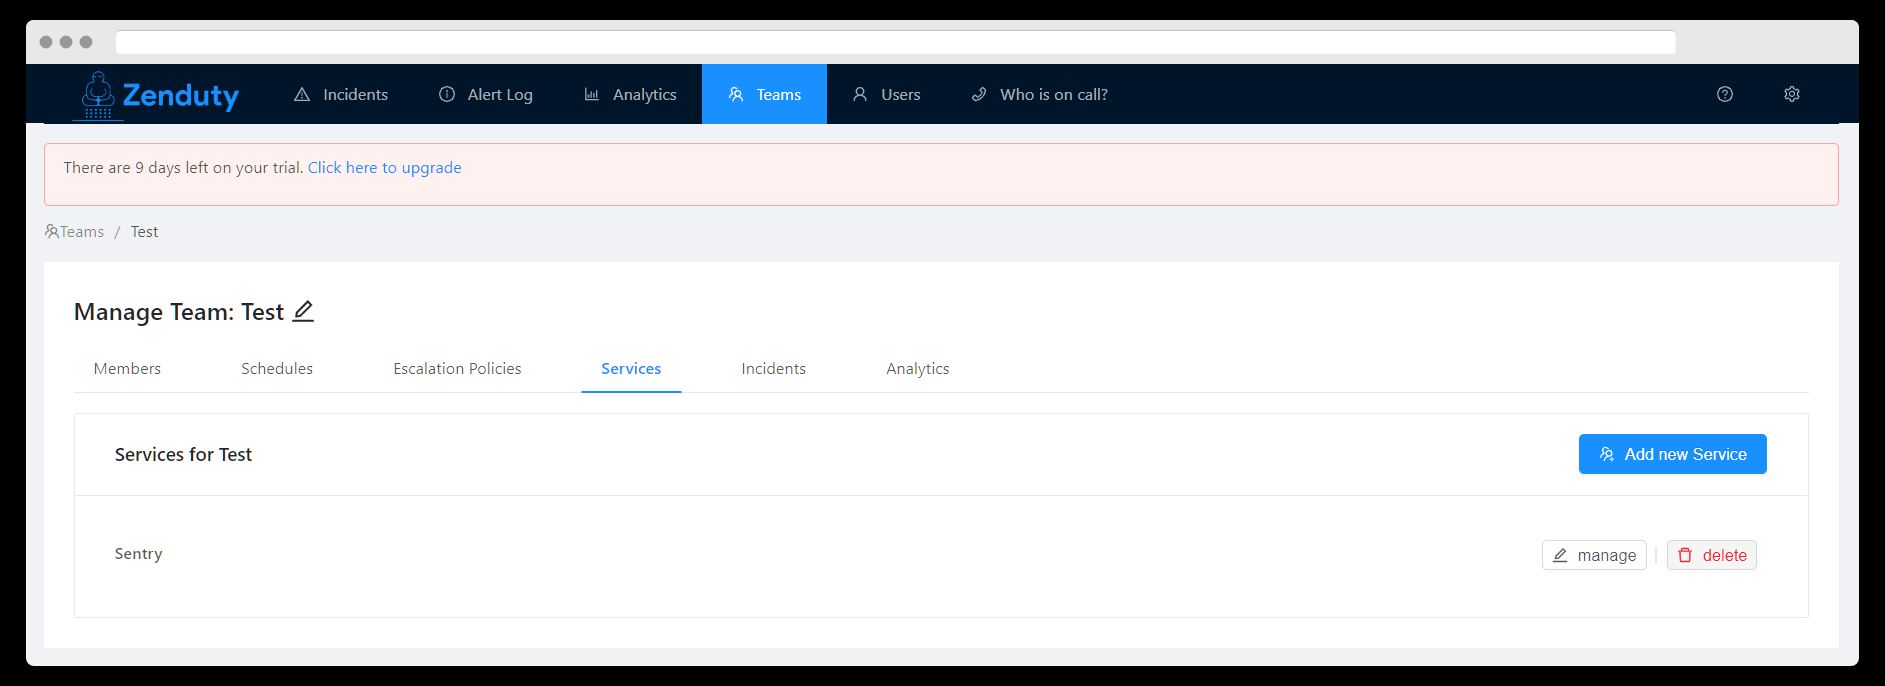 Zenduty Incidents Alert Log Analytics Teams Users Who is on call?
There are 9 days left on your trial. Click here to upgrade
Teams / Test
Manage Team: Test
Members Schedules Escalation Policies Services Incidents Analytics
Services for Test Add new Service
Sentry manage delete